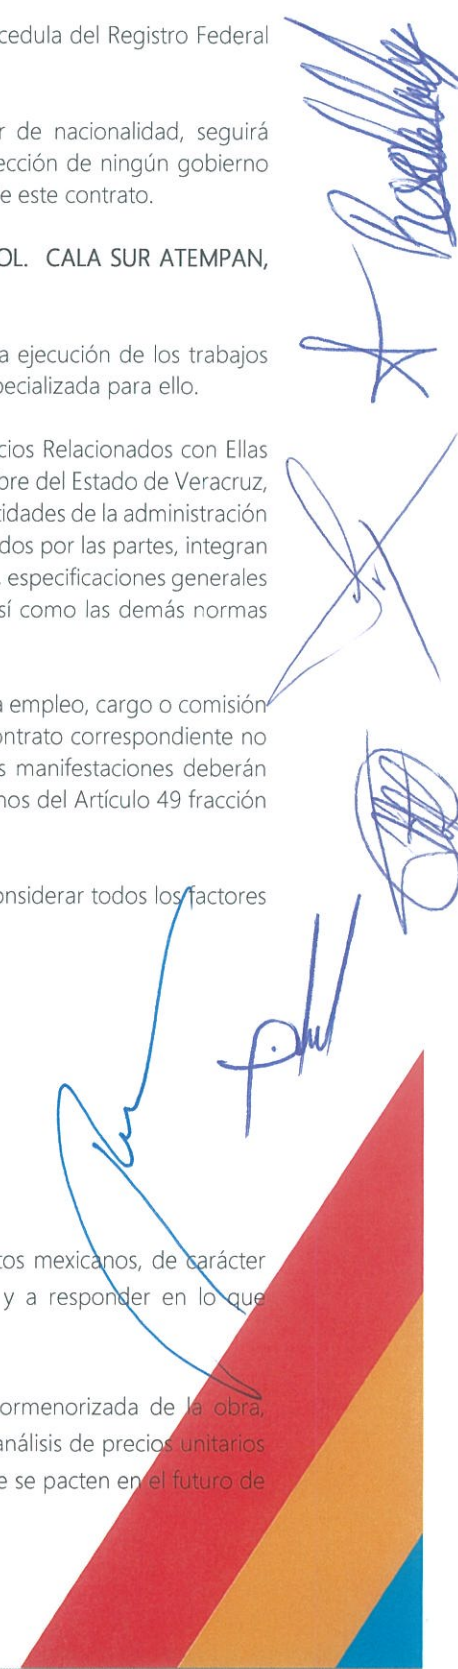 cedula del Registro Federal
r de nacionalidad, seguirá
ección de ningún gobierno
e este contrato.
OL. CALA SUR ATEMPAN,
a ejecución de los trabajos
pecializada para ello.
cios Relacionados con Ellas
bre del Estado de Veracruz,
tidades de la administración
dos por las partes, integran
, especificaciones generales
sí como las demás normas
a empleo, cargo o comisión
ontrato correspondiente no
s manifestaciones deberán
nos del Artículo 49 fracción
onsiderar todos los factores
tos mexicanos, de carácter
y a responder en lo que
ormenorizada de la obra,
análisis de precios unitarios
e se pacten en el futuro de